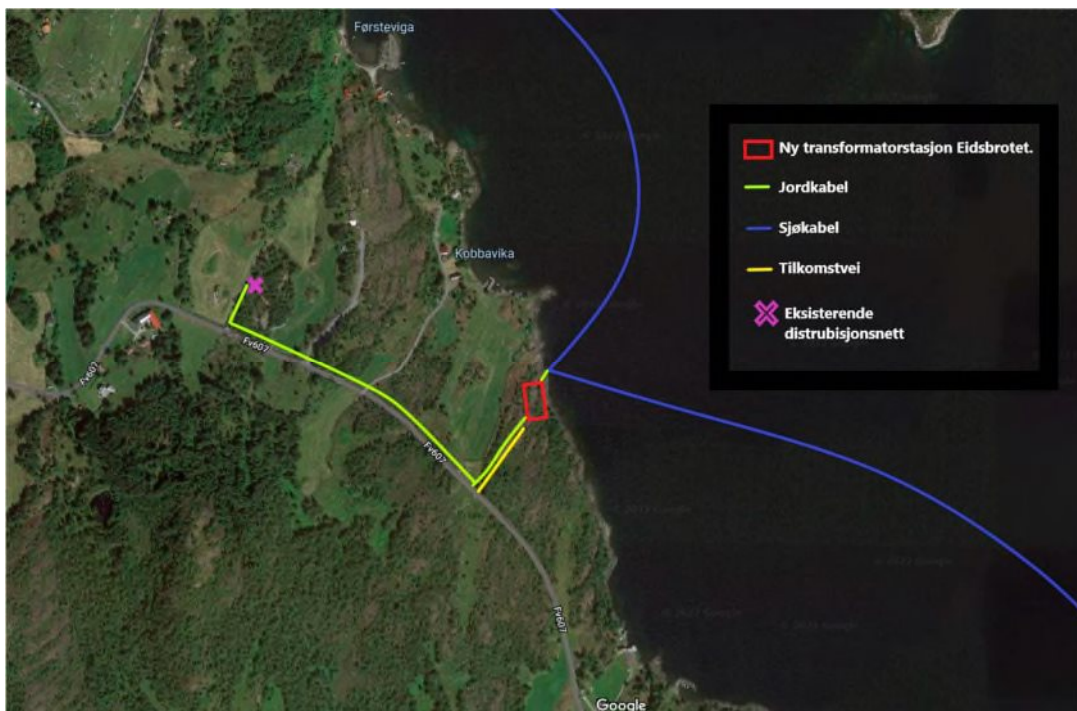 Førsteviga
Ny transformatorstasjon Eidsbrotet.
Jordkabel
Sjøkabel
Kobbavika
Tilkomstvei
Eksisterende
distrubisjonsnett
Fv607
Fv607
Fv607
Fv607
Google